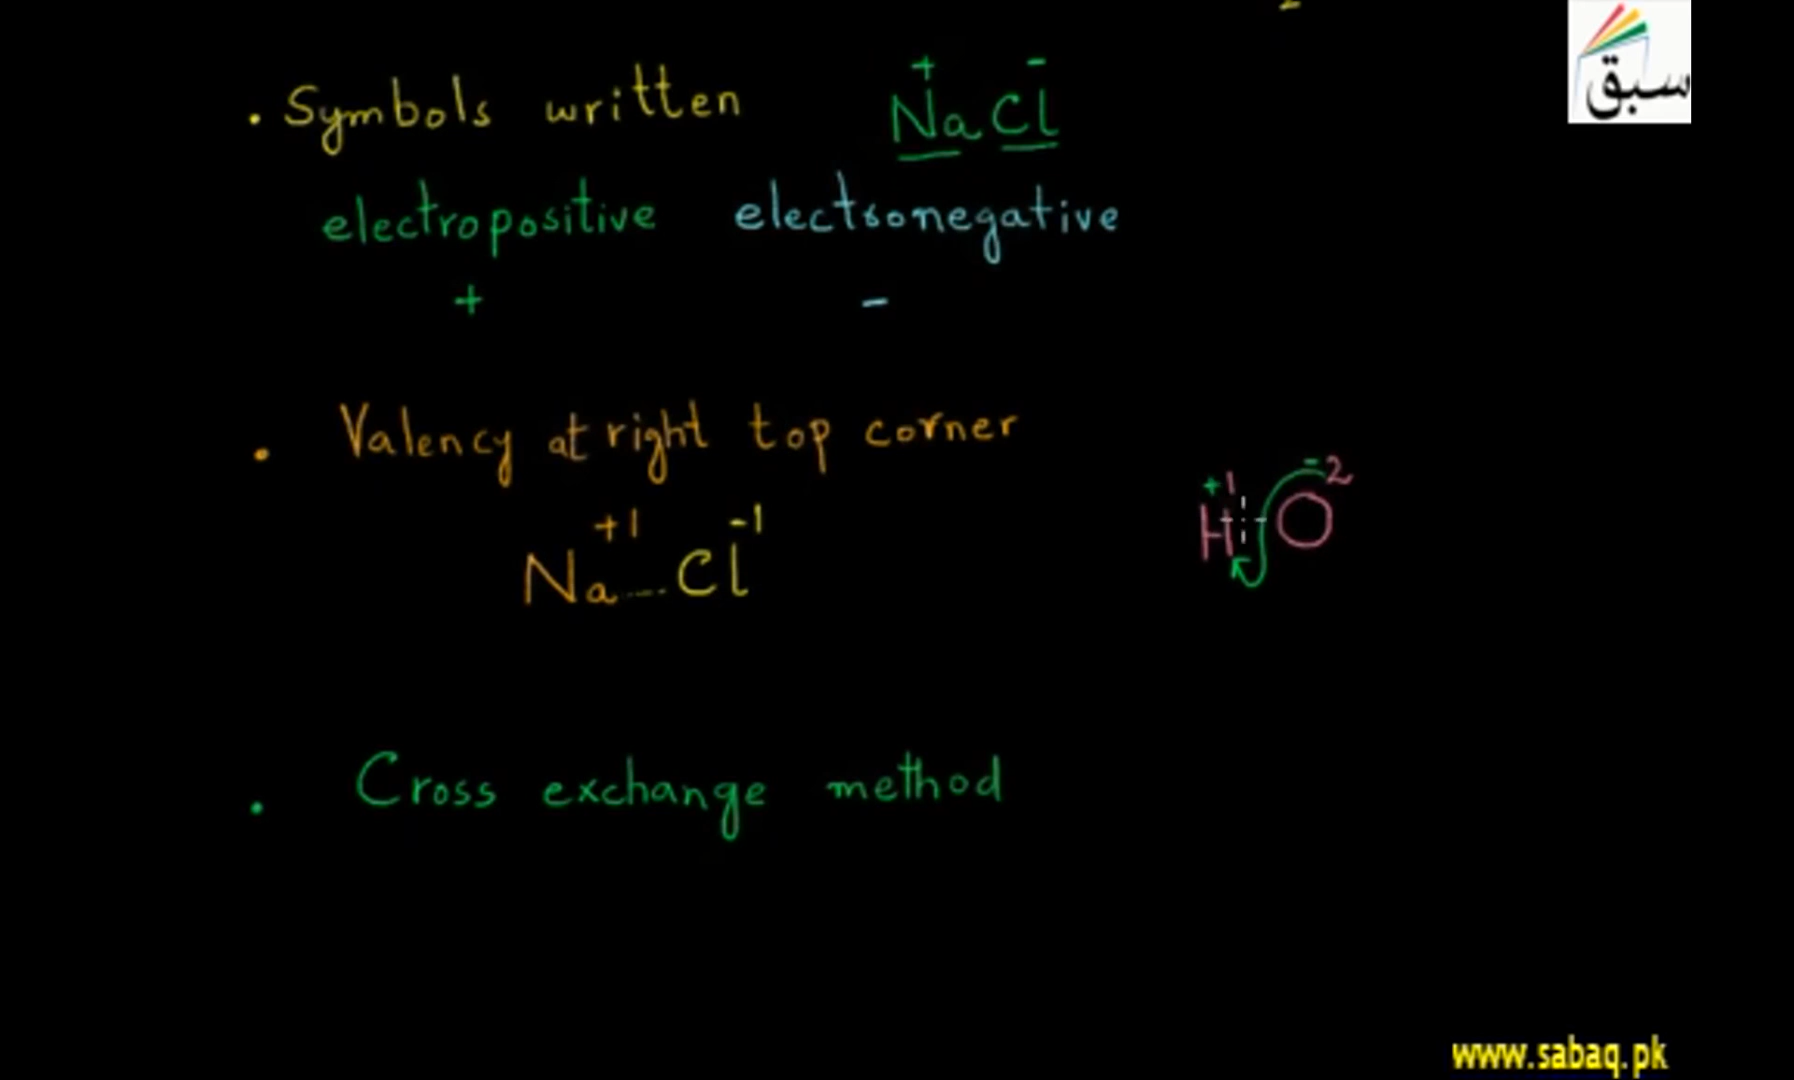 سبق
. Symbols written
+ -
NaCl
electropositive electronegative
+ -
. Valency at right top corner
+1 -1
Na---Cl
+1 -2
H O
. Cross exchange method
www.sabaq.pk